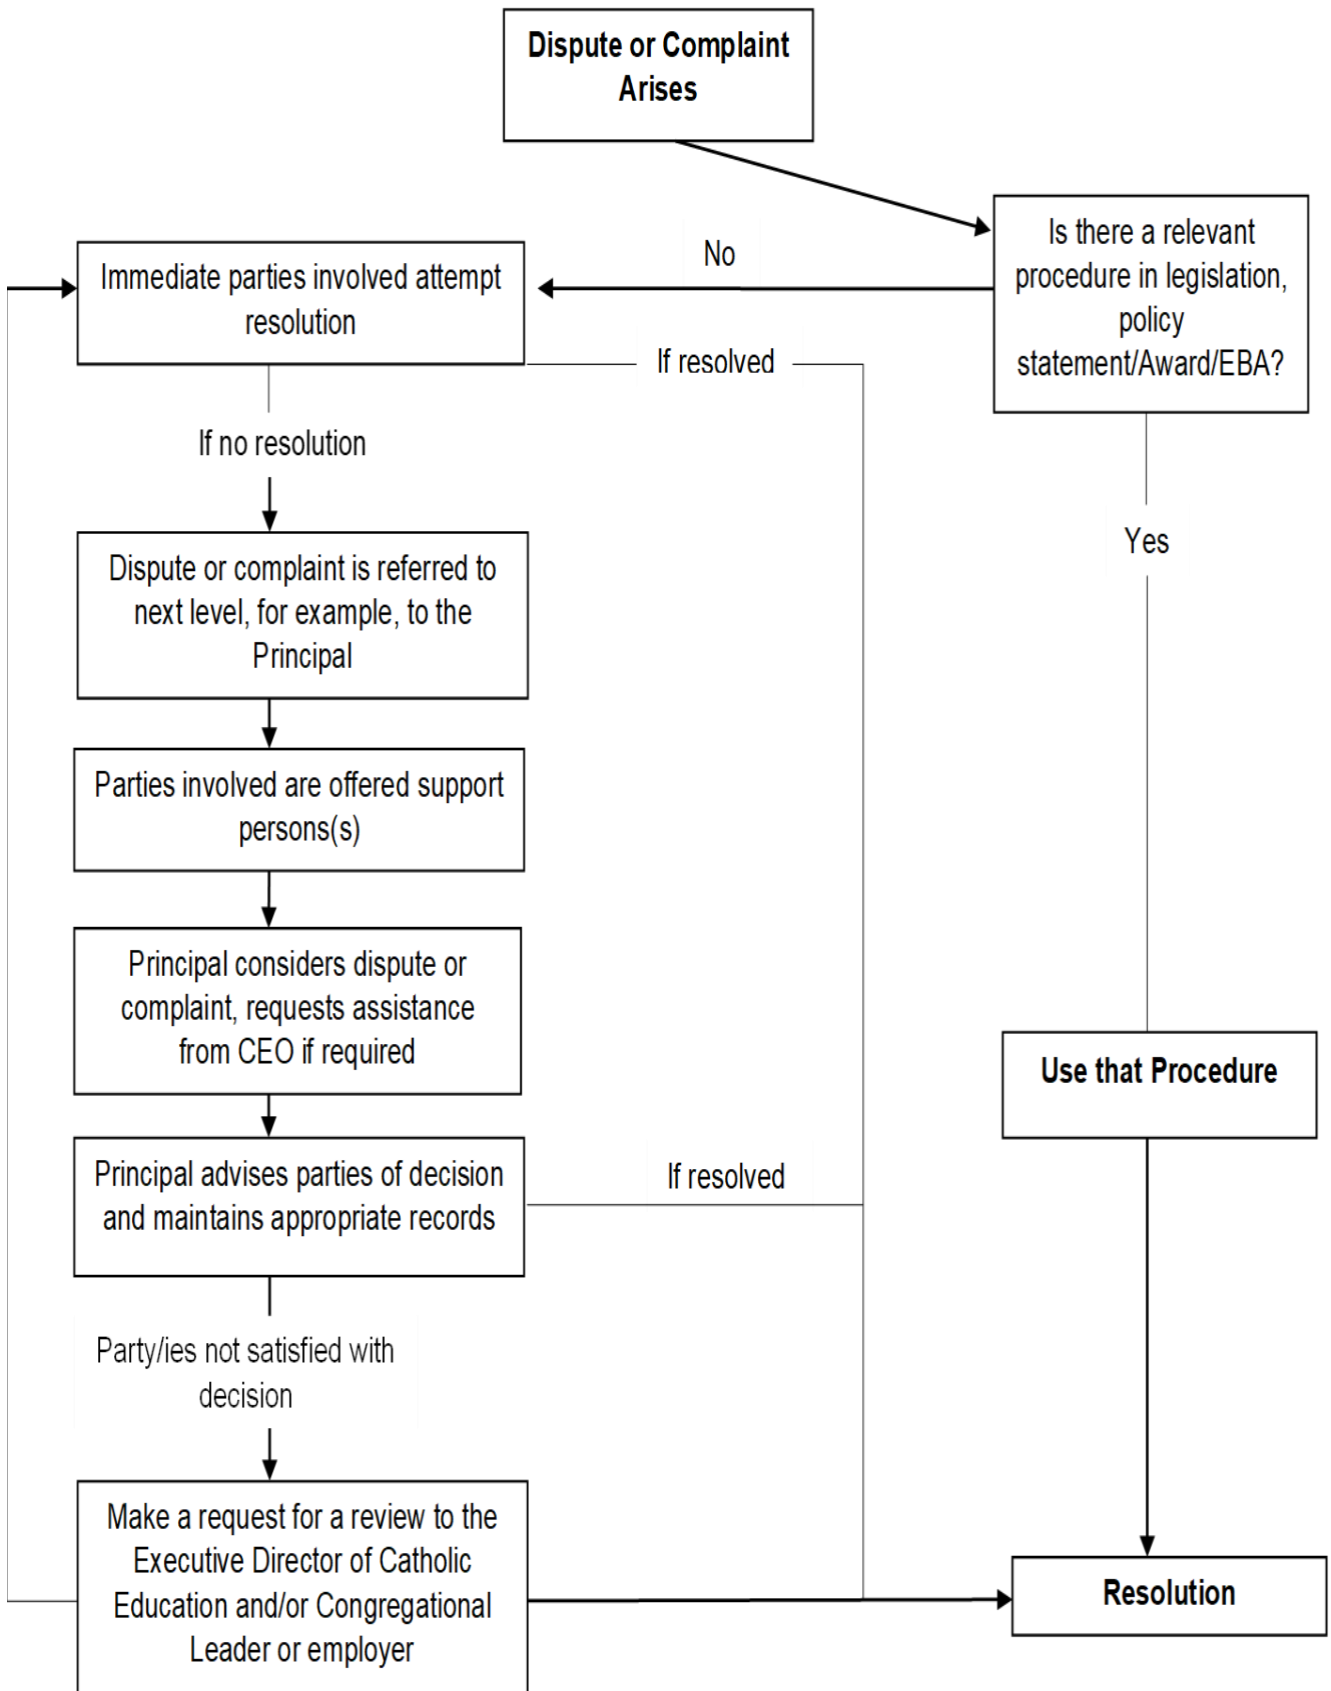 Dispute or Complaint
Arises
Is there a relevant
procedure in legislation,
policy
statement/Award/EBA?
No
Immediate parties involved attempt
resolution
If resolved
If no resolution
Yes
Dispute or complaint is referred to
next level, for example, to the
Principal
Parties involved are offered support
persons(s)
Principal considers dispute or
complaint, requests assistance
from CEO if required
Use that Procedure
Principal advises parties of decision
and maintains appropriate records
If resolved
Party/ies not satisfied with
decision
Make a request for a review to the
Executive Director of Catholic
Education and/or Congregational
Leader or employer
Resolution